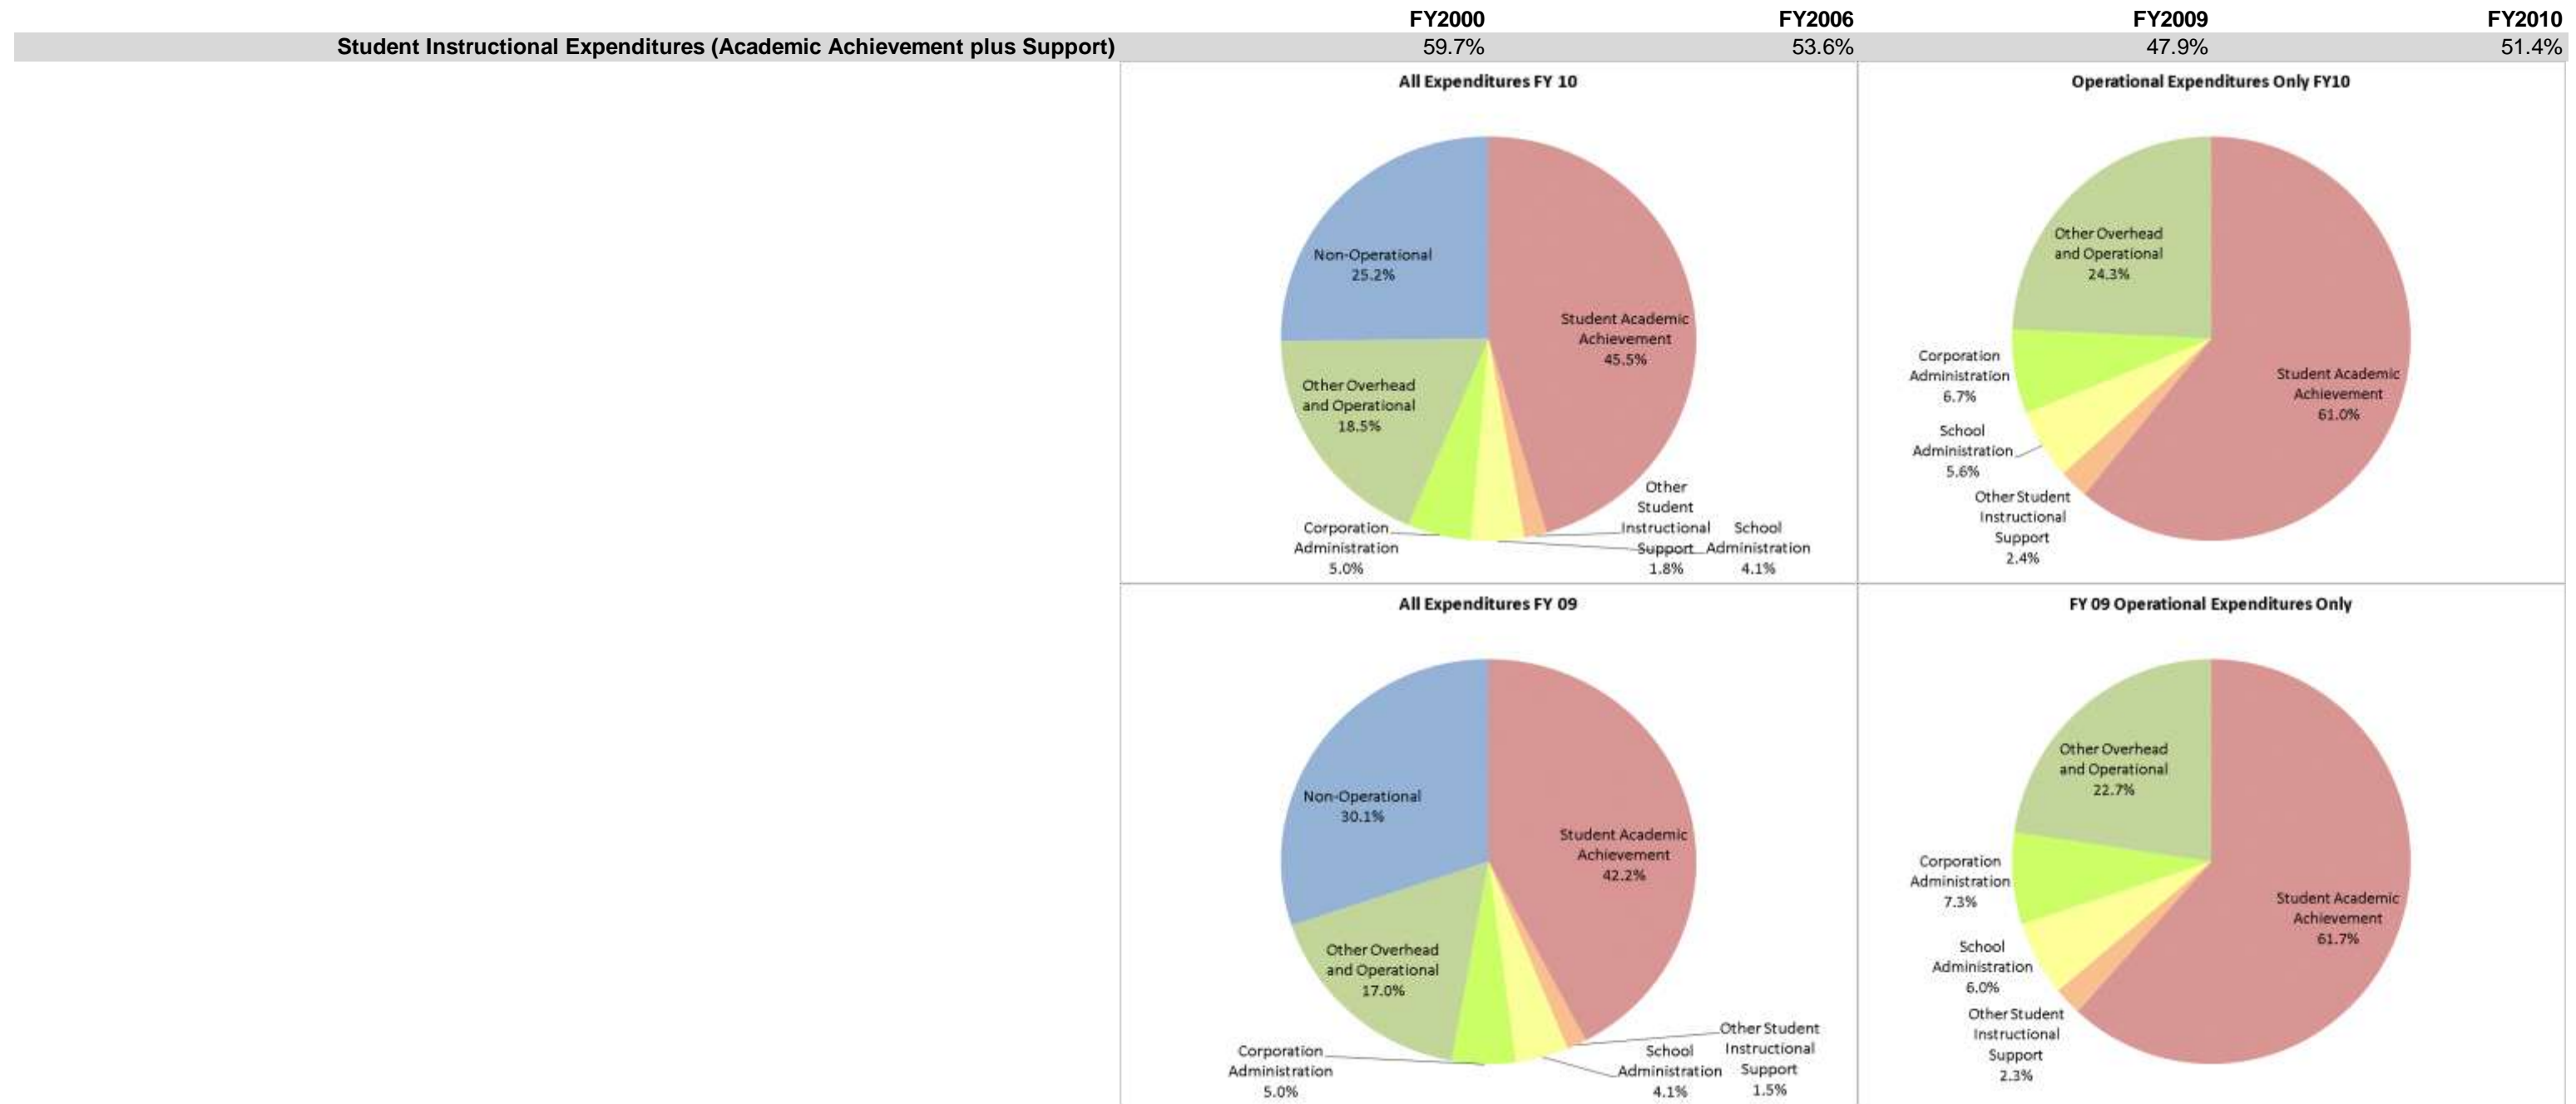 FY2000 FY2006 FY2009 FY2010
Student Instructional Expenditures (Academic Achievement plus Support) 59.7% 53.6% 47.9% 51.4%
All Expenditures FY 10
Non-Operational
25.2%
Student Academic
Achievement
45.5%
Other Overhead
and Operational
18.5%
Other
Student
Instructional
Support
1.8%
School
Administration
4.1%
Corporation
Administration
5.0%
Operational Expenditures Only FY10
Other Overhead
and Operational
24.3%
Corporation
Administration
6.7%
Student Academic
Achievement
61.0%
School
Administration
5.6%
Other Student
Instructional
Support
2.4%
All Expenditures FY 09
Non-Operational
30.1%
Student Academic
Achievement
42.2%
Other Overhead
and Operational
17.0%
Other Student
Instructional
Support
1.5%
School
Administration
4.1%
Corporation
Administration
5.0%
FY 09 Operational Expenditures Only
Other Overhead
and Operational
22.7%
Corporation
Administration
7.3%
Student Academic
Achievement
61.7%
School
Administration
6.0%
Other Student
Instructional
Support
2.3%